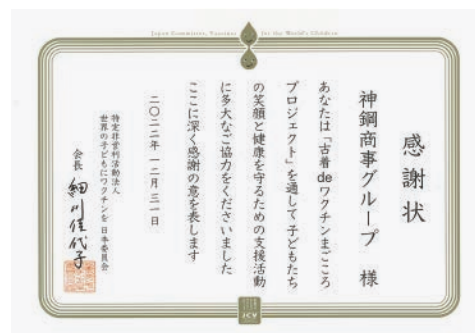 Japan Committee, Vaccines for the World's Children
感謝状
神鋼商事グループ 様
あなたは「古着deワクチンまごころ
プロジェクト」を通して子どもたち
の笑顔と健康を守るための支援活動
に多大なご協力をくださいました
ここに深く感謝の意を表します
二〇二二年 一二月三一日
特定非営利活動法人
世界の子どもにワクチンを 日本委員会
会長 細川佳代子
JCV